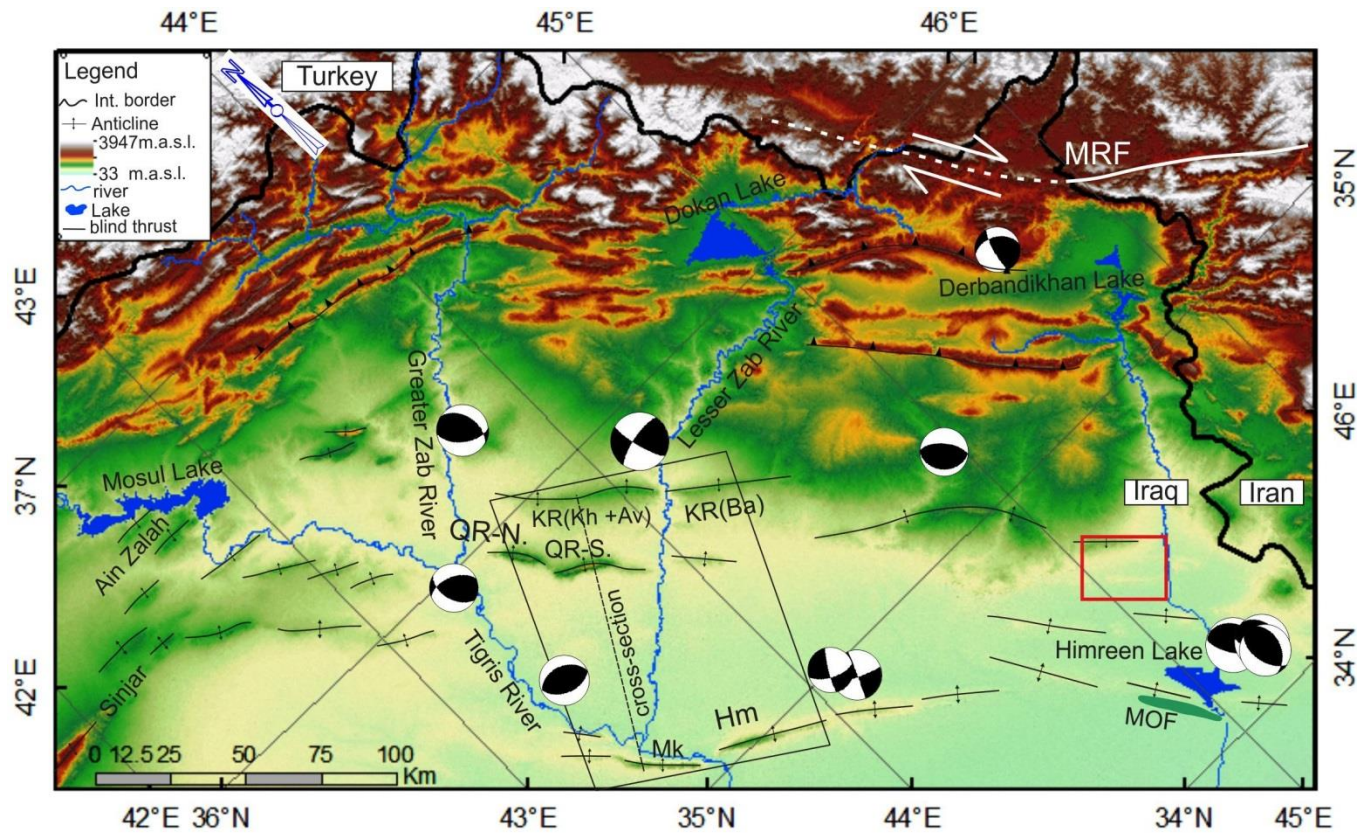 44°E
45°E
46°E
Legend
Int. border
Anticline
-3947m.a.s.l.
-33 m.a.s.l.
river
Lake
blind thrust
N
Turkey
MRF
35°N
Dokan Lake
Derbandikhan Lake
43°E
Greater Zab River
Lesser Zab River
46°E
37°N
Mosul Lake
Ain Zalah
QR-N.
KR(Kh +Av)
KR(Ba)
QR-S.
Iraq
Iran
cross-section
Tigris River
Himreen Lake
34°N
42°E
Sinjar
Hm
MOF
Mk
0 12.5 25 50 75 100
Km
42°E 36°N
43°E
35°N
44°E
34°N
45°E